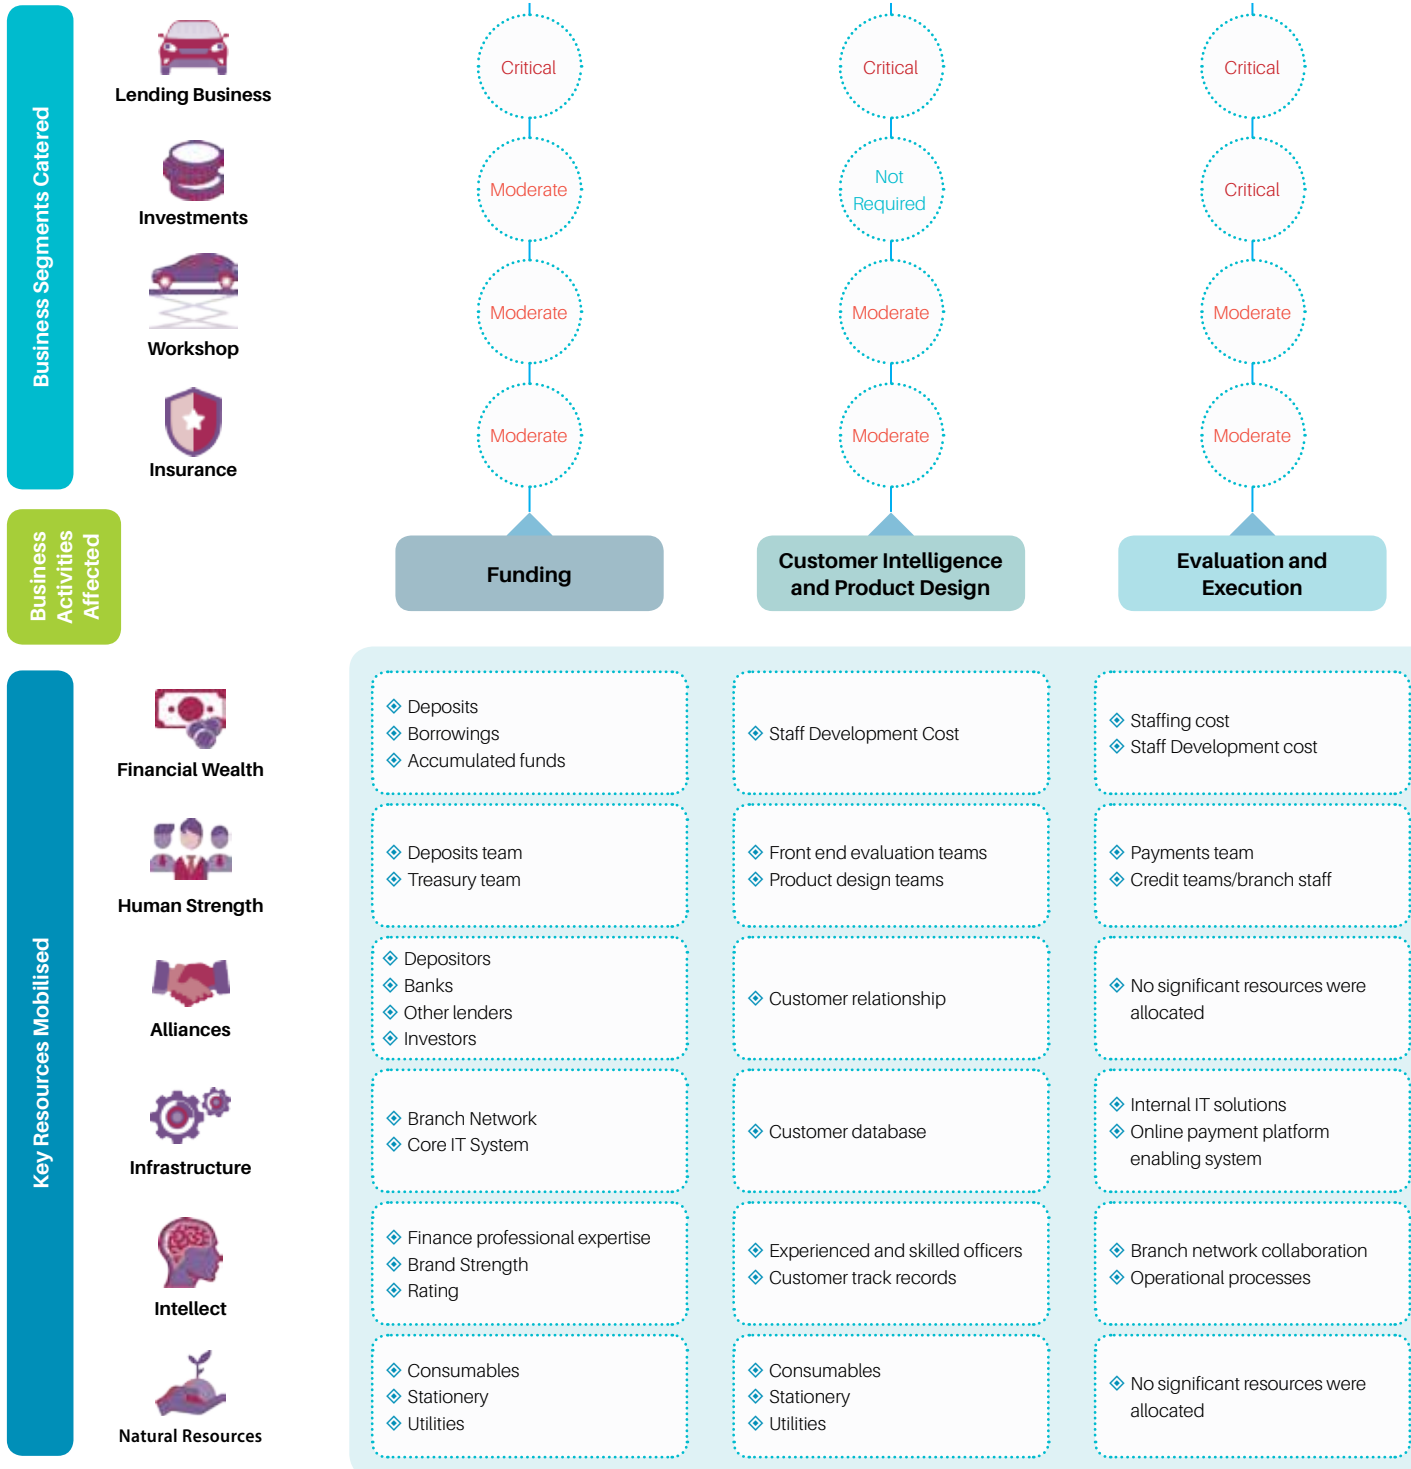 Business Segments Catered
Lending Business
Critical
Critical
Critical
Investments
Moderate
Not
Required
Critical
Workshop
Moderate
Moderate
Moderate
Insurance
Moderate
Moderate
Moderate
Business
Activities
Affected
Funding
Customer Intelligence
and Product Design
Evaluation and
Execution
Key Resources Mobilised
Financial Wealth
Deposits
Borrowings
Accumulated funds
Staff Development Cost
Staffing cost
Staff Development cost
Human Strength
Deposits team
Treasury team
Front end evaluation teams
Product design teams
Payments team
Credit teams/branch staff
Alliances
Depositors
Banks
Other lenders
Investors
Customer relationship
No significant resources were
allocated
Infrastructure
Branch Network
Core IT System
Customer database
Internal IT solutions
Online payment platform
enabling system
Intellect
Finance professional expertise
Brand Strength
Rating
Experienced and skilled officers
Customer track records
Branch network collaboration
Operational processes
Natural Resources
Consumables
Stationery
Utilities
Consumables
Stationery
Utilities
No significant resources were
allocated